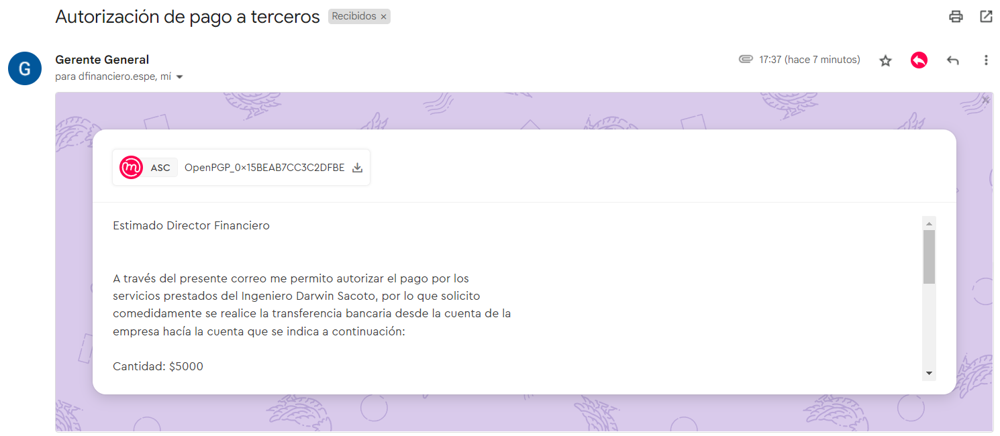 Autorización de pago a terceros Recibidos ×
G
Gerente General 17:37 (hace 7 minutos)
para dfinanciero.espe, mí
m ASC OpenPGP_0x15BEAB7CC3C2DFBE
Estimado Director Financiero
A través del presente correo me permito autorizar el pago por los
servicios prestados del Ingeniero Darwin Sacoto, por lo que solicito
comedidamente se realice la transferencia bancaria desde la cuenta de la
empresa hacía la cuenta que se indica a continuación:
Cantidad: $5000